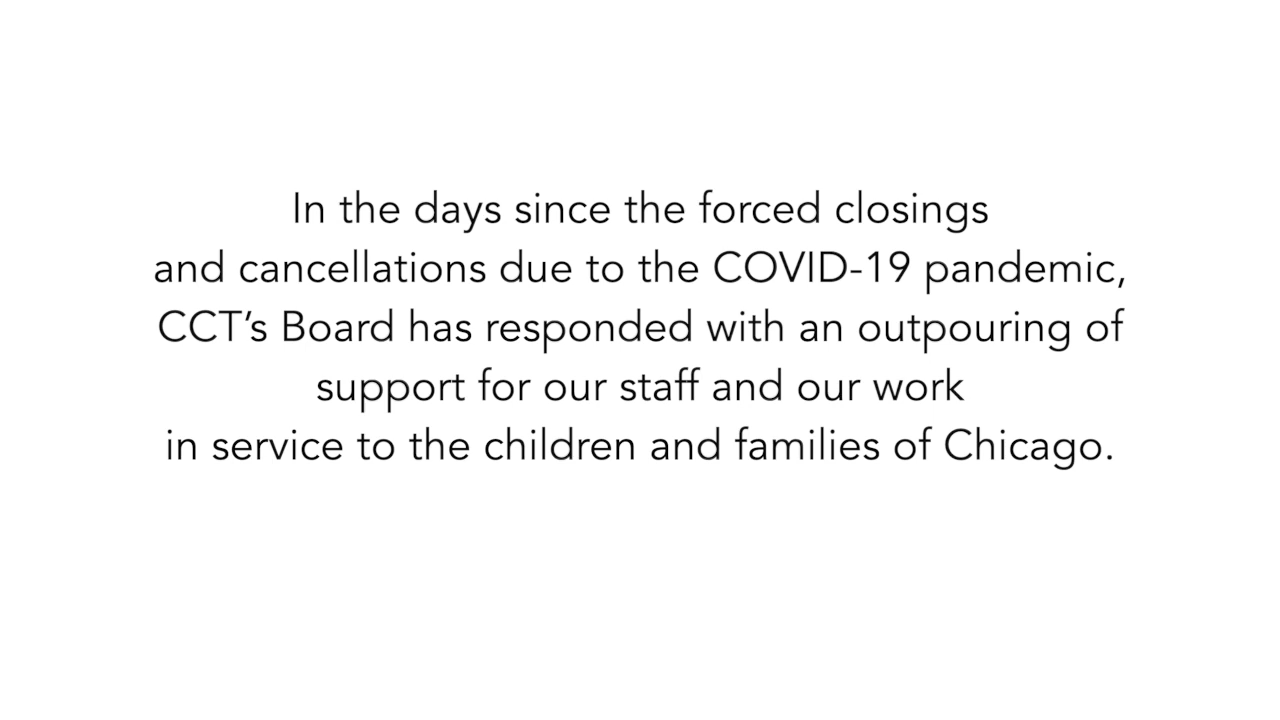 In the days since the forced closings
and cancellations due to the COVID-19 pandemic,
CCT’s Board has responded with an outpouring of
support for our staff and our work
in service to the children and families of Chicago.